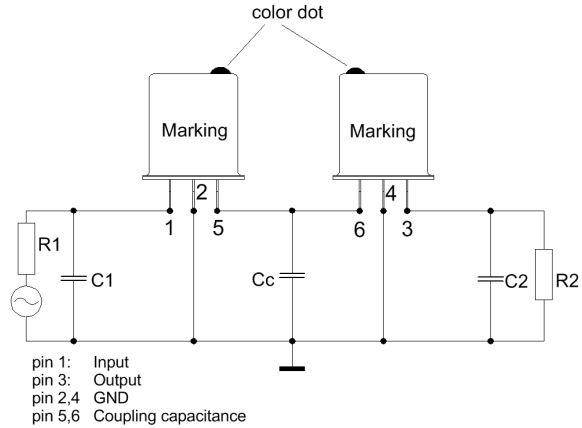 color dot
Marking Marking
2 4
1 5 6 3
R1 C1 Cc C2 R2
pin 1: Input
pin 3: Output
pin 2,4 GND
pin 5,6 Coupling capacitance